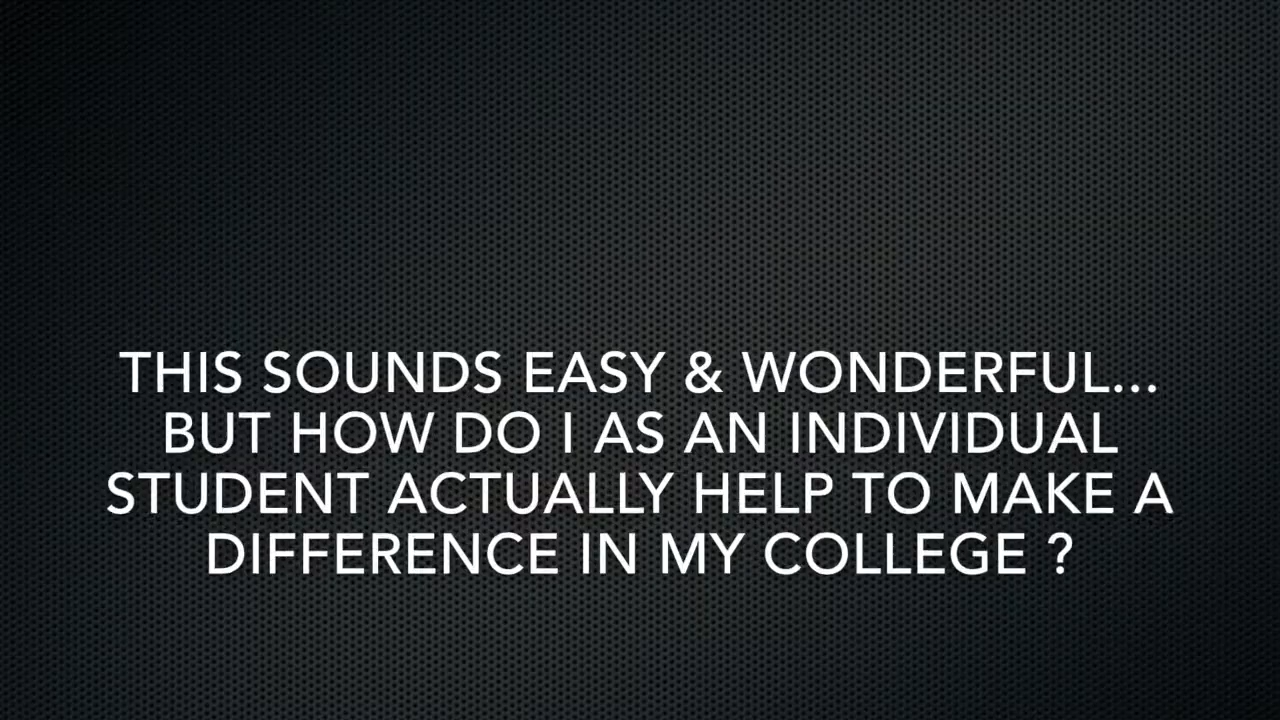 THIS SOUNDS EASY & WONDERFUL...
BUT HOW DO I AS AN INDIVIDUAL
STUDENT ACTUALLY HELP TO MAKE A
DIFFERENCE IN MY COLLEGE ?